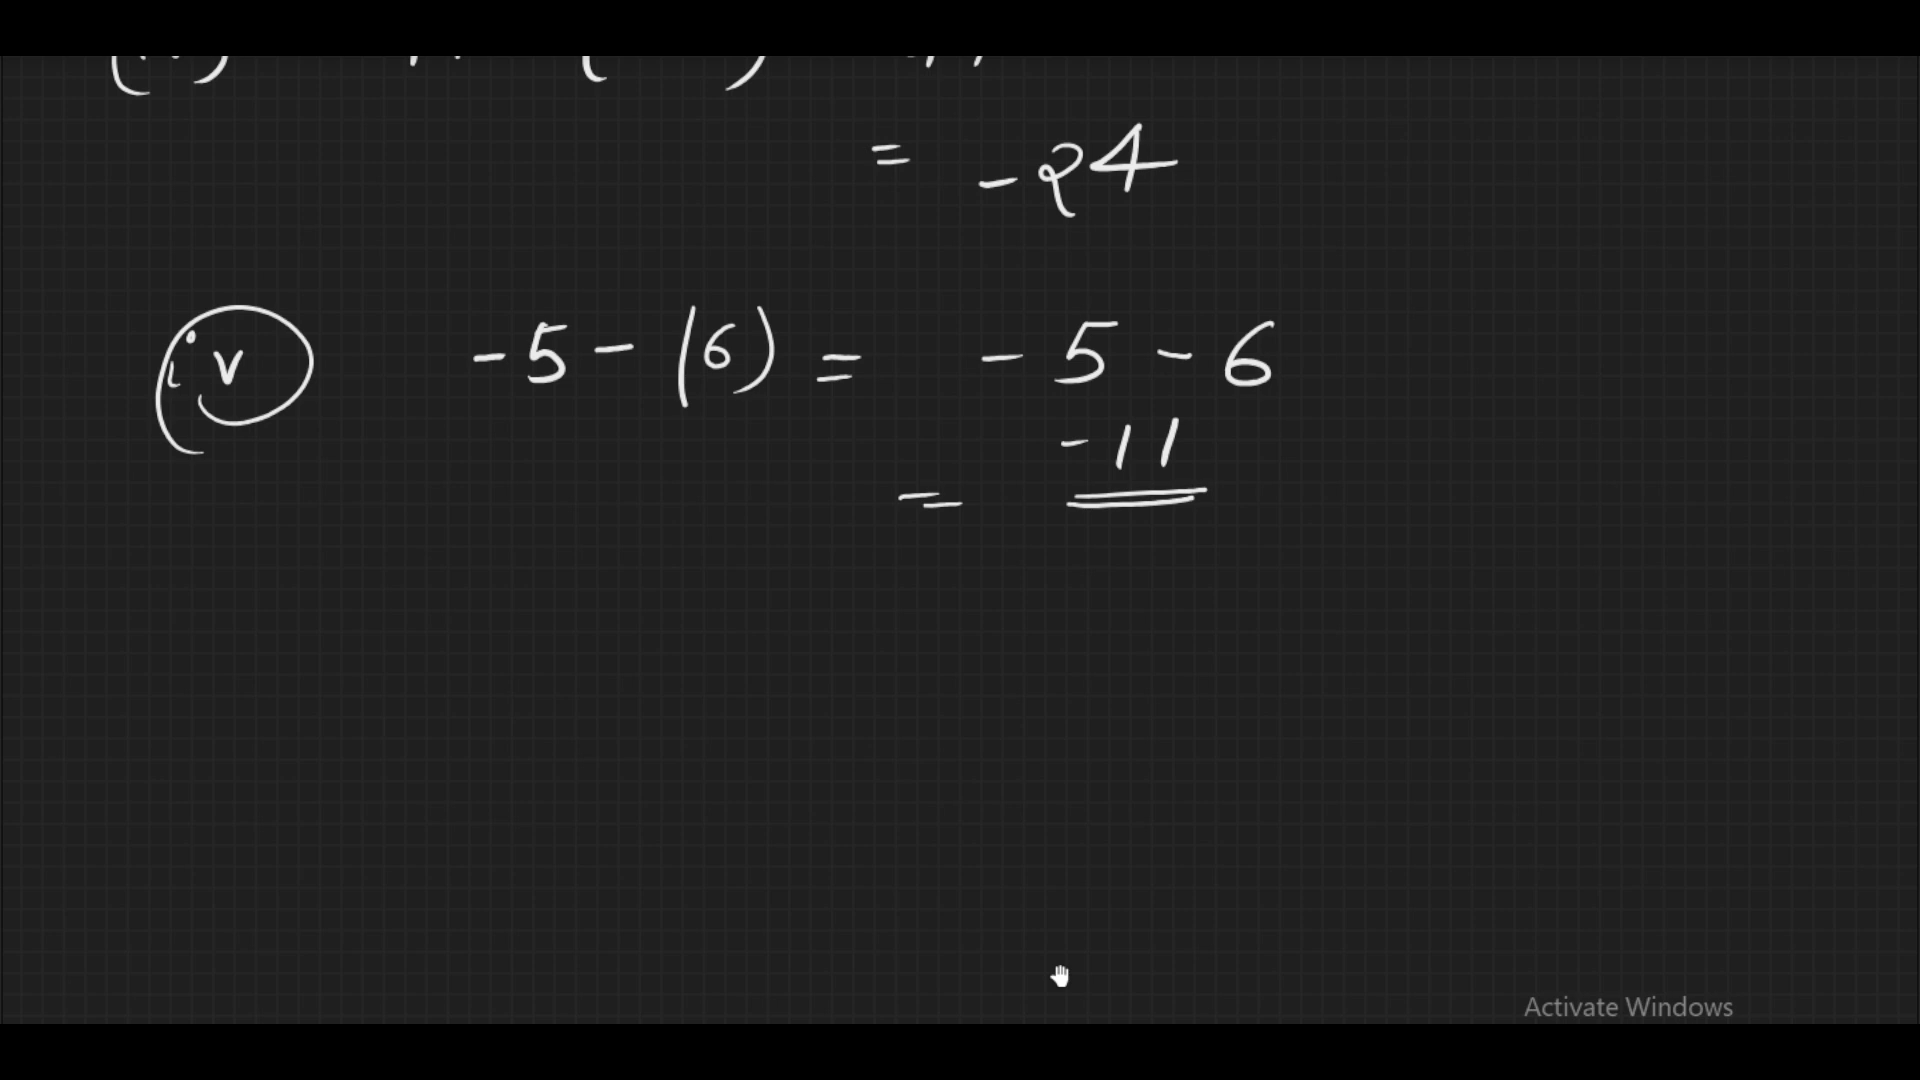 = -24
(iv) -5 - (6) = -5 - 6
= -11
Activate Windows